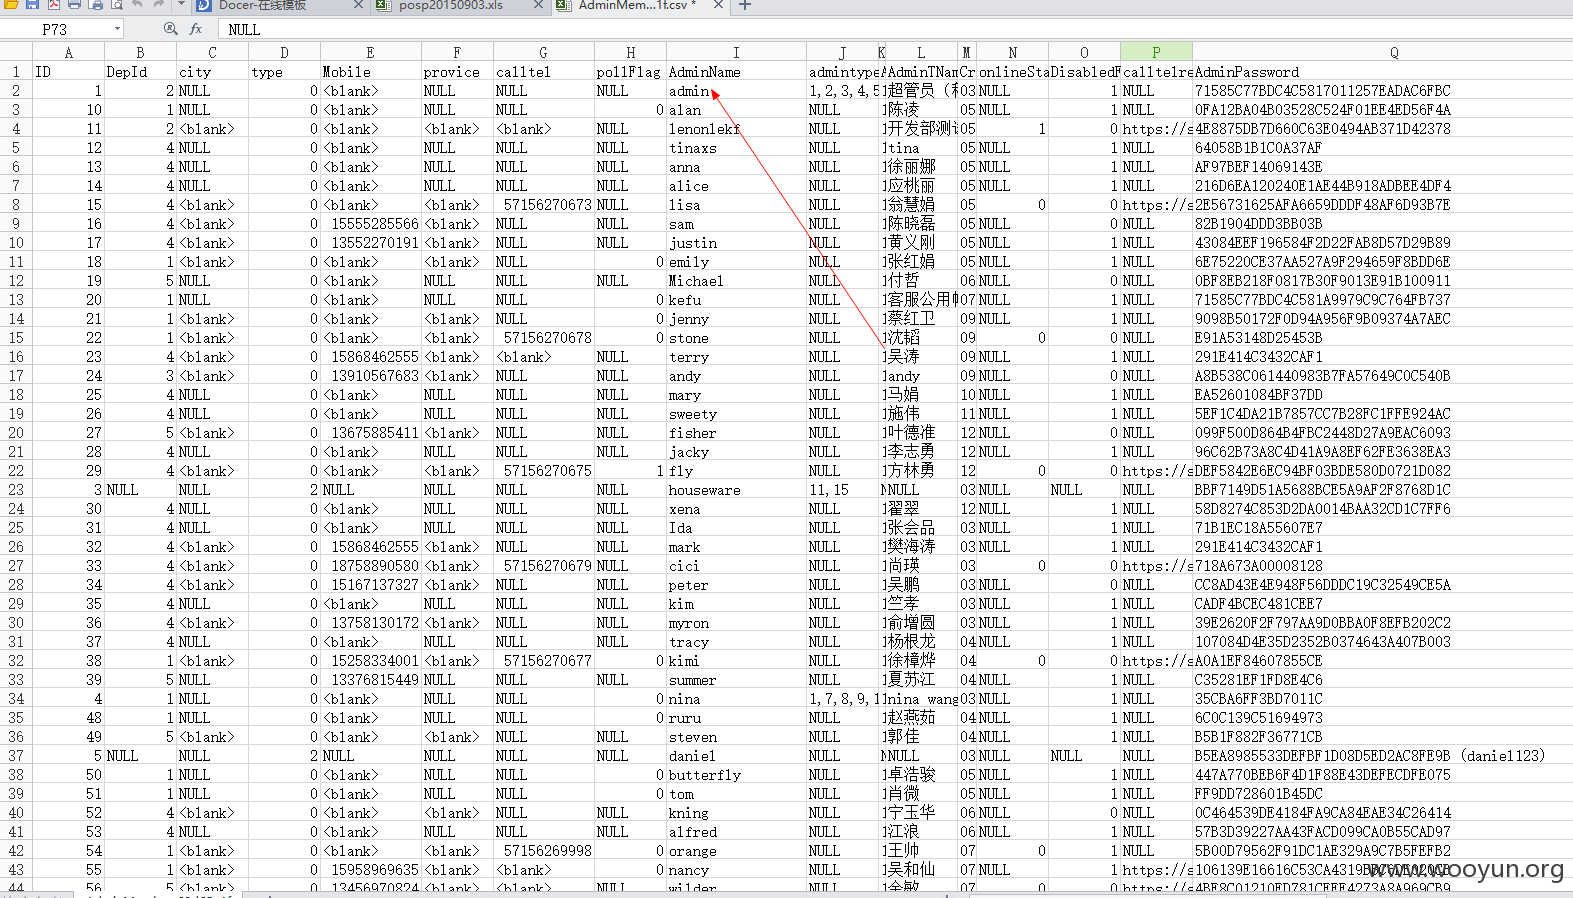 Docer-在线模板 posp20150903.xls AdminMem...1f.csv *
P73 fx NULL
A B C D E F G H I J K L M N O P Q
1 ID DepId city type Mobile provice calltel pollFlag AdminName admintype AdminTNam Cr onlineSta DisabledF calltelre AdminPassword
2 1 2 NULL 0 <blank> NULL NULL NULL admin 1,2,3,4,5 超管员 03 NULL 1 NULL 71585C77BDC4C5817011257EADAC6FBC
3 10 1 NULL 0 <blank> NULL NULL 0 alan NULL 1 陈凌 05 NULL 1 NULL 0FA12BA04B03528C524F01EE4ED56F4A
4 11 2 <blank> 0 <blank> <blank> <blank> NULL lenonlekf NULL 1 开发部测 05 1 0 https://s 4E8875DB7D660C63E0494AB371D42378
5 12 4 NULL 0 <blank> NULL NULL NULL tinaxs NULL 1 tina 05 NULL 1 NULL 64058B1B1C0A37AF
6 13 4 NULL 0 <blank> NULL NULL NULL anna NULL 1 徐丽娜 05 NULL 1 NULL AF97BEF14069143E
7 14 4 NULL 0 <blank> NULL NULL NULL alice NULL 1 应桃丽 05 NULL 1 NULL 216D6EA120240E1AE44B918ADBEE4DF4
8 15 4 <blank> 0 <blank> <blank> 57156270673 NULL lisa NULL 1 翁慧娟 05 0 0 https://s 2E56731625AFA6659DDDF48AF6D93B7E
9 16 4 <blank> 0 15555285566 <blank> NULL NULL sam NULL 1 陈晓磊 05 NULL 0 NULL 82B1904DDD3BB03B
10 17 4 <blank> 0 13552270191 <blank> NULL NULL justin NULL 1 黄义刚 05 NULL 1 NULL 43084EEF196584F2D22FAB8D57D29B89
11 18 1 <blank> 0 <blank> <blank> NULL 0 emily NULL 1 张红娟 05 NULL 1 NULL 6E75220CE37AA527A9F294659F8BDD6E
12 19 5 NULL 0 <blank> NULL NULL NULL Michael NULL 1 付哲 06 NULL 0 NULL 0BF8EB218F0817B30F9013E91B100911
13 20 1 NULL 0 <blank> NULL NULL 0 kefu NULL 1 客服公用 07 NULL 1 NULL 71585C77BDC4C581A9979C9C764FB737
14 21 1 <blank> 0 <blank> <blank> NULL 0 jenny NULL 1 蔡红卫 09 NULL 1 NULL 9098B50172F0D94A956F9B09374A7AEC
15 22 1 <blank> 0 <blank> <blank> 57156270678 0 stone NULL 1 沈韬 09 0 0 NULL E91A53148D25453B
16 23 4 <blank> 0 15868462555 <blank> <blank> NULL terry NULL 1 吴涛 09 NULL 1 NULL 291E414C3432CAF1
17 24 3 <blank> 0 13910567683 <blank> NULL NULL andy NULL 1 andy 09 NULL 0 NULL A8B538C061440983B7FA57649C0C540B
18 25 4 NULL 0 <blank> NULL NULL NULL mary NULL 1 马娟 10 NULL 1 NULL EA52601084BF37DD
19 26 4 NULL 0 <blank> NULL NULL NULL sweety NULL 1 施伟 11 NULL 1 NULL 5EF1C4DA21B7857CC7B28FC1FFE924AC
20 27 5 <blank> 0 13675885411 <blank> NULL NULL fisher NULL 1 叶德准 12 NULL 0 NULL 099F500D864B4FBC2448D27A9EAC6093
21 28 4 NULL 0 <blank> NULL NULL NULL jacky NULL 1 李志勇 12 NULL 1 NULL 96C62B73A8C4D41A9A8EF62FE3638EA3
22 29 4 <blank> 0 <blank> <blank> 57156270675 1 fly NULL 1 方林勇 12 0 0 https://s DEF5842E6EC94BF03BDE580D0721D082
23 3 NULL NULL 2 NULL NULL NULL NULL houseware 11,15 N NULL 03 NULL NULL NULL BBF7149D51A5688BCE5A9AF2F8768D1C
24 30 4 NULL 0 <blank> NULL NULL NULL xena NULL 1 翟翠 12 NULL 1 NULL 58D8274C853D2DA0014BAA32CD1C7FF6
25 31 4 NULL 0 <blank> NULL NULL NULL Ida NULL 1 张会品 03 NULL 1 NULL 71B1EC18A55607E7
26 32 4 <blank> 0 15868462555 <blank> NULL NULL mark NULL 1 樊海涛 03 NULL 1 NULL 291E414C3432CAF1
27 33 4 <blank> 0 18758890580 <blank> 57156270679 NULL cici NULL 1 尚瑛 03 0 0 https://s 718A673A00008128
28 34 4 <blank> 0 15167137327 <blank> NULL NULL peter NULL 1 吴鹏 03 NULL 0 NULL CC8AD43E4E948F56DDDC19C32549CE5A
29 35 4 NULL 0 <blank> NULL NULL NULL kim NULL 1 竺孝 03 NULL 1 NULL CADF4BCEC481CEE7
30 36 4 <blank> 0 13758130172 <blank> NULL NULL myron NULL 1 俞增圆 03 NULL 0 NULL 39E2620F2F797AA9D0BBA0F8EFB202C2
31 37 4 NULL 0 <blank> NULL NULL NULL tracy NULL 1 杨根龙 04 NULL 1 NULL 107084D4E35D2352B0374643A407B003
32 38 1 <blank> 0 15258334001 <blank> 57156270677 0 kimi NULL 1 徐樟烨 04 0 0 https://s A0A1EF84607855CE
33 39 5 NULL 0 13376815449 NULL NULL NULL summer NULL 1 夏苏江 04 NULL 0 NULL C35281EF1FD8E4C6
34 4 1 NULL 0 <blank> NULL NULL 0 nina 1,7,8,9,1 nina wang 03 NULL 1 NULL 35CBA6FF3BD7011C
35 48 1 NULL 0 <blank> NULL NULL 0 ruru NULL 1 赵燕茹 04 NULL 1 NULL 6C0C139C51694973
36 49 5 <blank> 0 <blank> <blank> NULL NULL steven NULL 1 郭佳 04 NULL 1 NULL B5B1F882F36771CB
37 5 NULL NULL 2 NULL NULL NULL NULL daniel NULL N NULL 03 NULL NULL NULL B5EA8985533DEFBF1D08D5ED2AC8FE9B (daniel123)
38 50 1 NULL 0 <blank> NULL NULL 0 butterfly NULL 1 卓浩骏 05 NULL 1 NULL 447A770BEB6F4D1F88E43DEFECDFE075
39 51 1 NULL 0 <blank> NULL NULL 0 tom NULL 1 肖微 05 NULL 1 NULL FF9DD728601B45DC
40 52 4 <blank> 0 <blank> <blank> NULL NULL kning NULL 1 宁玉华 06 NULL 0 NULL 0C464539DE4184FA9CA84EAE34C26414
41 53 4 NULL 0 <blank> NULL NULL NULL alfred NULL 1 江浪 06 NULL 1 NULL 57B3D39227AA43FACD099CA0B55CAD97
42 54 1 <blank> 0 <blank> <blank> 57156269998 0 orange NULL 1 王帅 07 0 1 NULL 5B00D79562F91DC1AE329A9C7B5FEFB2
43 55 1 <blank> 0 15958969635 <blank> <blank> 0 nancy NULL 1 吴和仙 07 NULL 1 https://s
44 56 5 <blank> 0 13456970824 <blank> <blank> NULL wilder NULL 1 07 0 0 https://s
www.wooyun.org